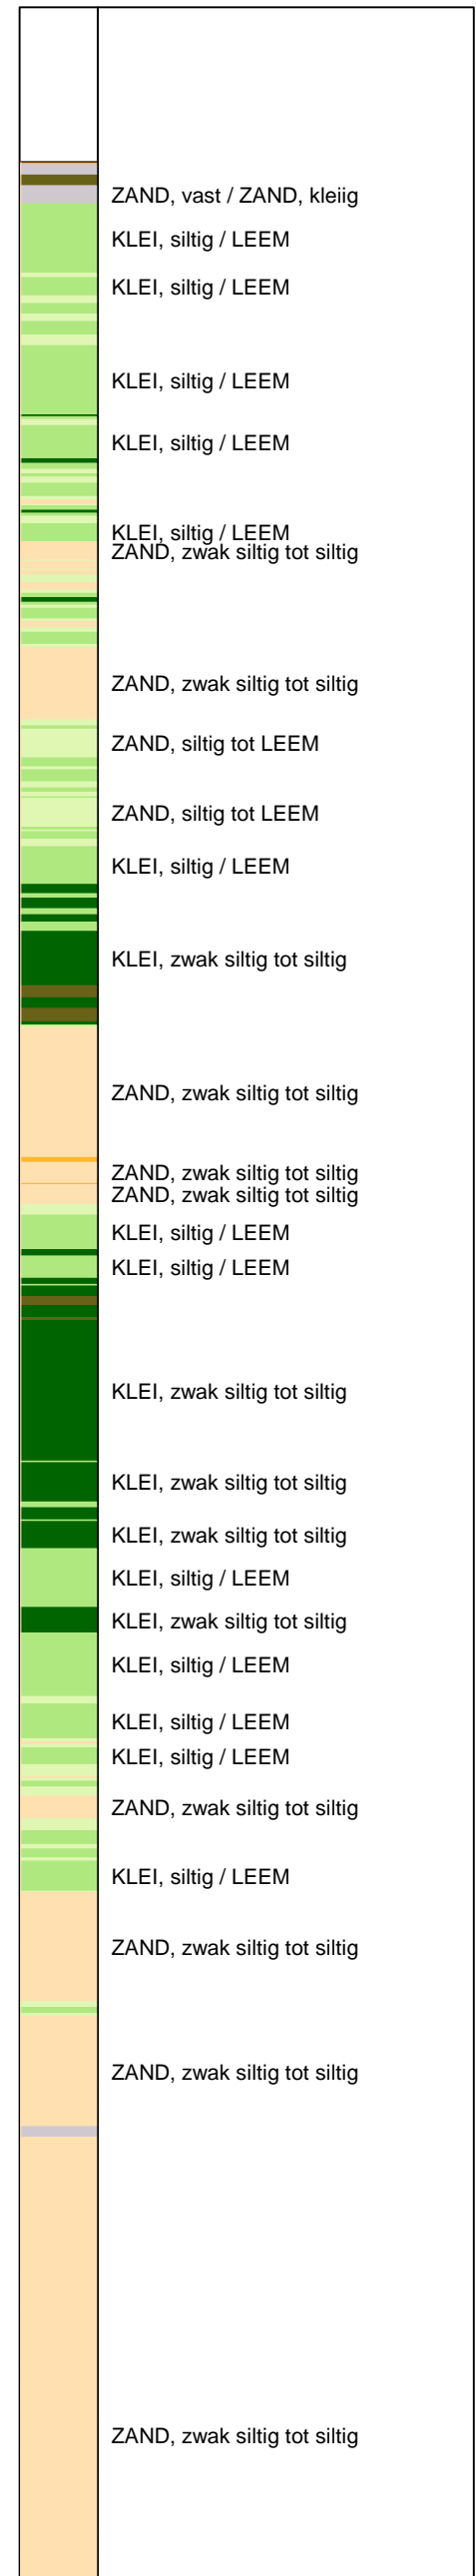 ZAND, vast / ZAND, kleiig
KLEI, siltig / LEEM
KLEI, siltig / LEEM
KLEI, siltig / LEEM
KLEI, siltig / LEEM
KLEI, siltig / LEEM
ZAND, zwak siltig tot siltig
ZAND, zwak siltig tot siltig
ZAND, siltig tot LEEM
ZAND, siltig tot LEEM
KLEI, siltig / LEEM
KLEI, zwak siltig tot siltig
ZAND, zwak siltig tot siltig
ZAND, zwak siltig tot siltig
ZAND, zwak siltig tot siltig
KLEI, siltig / LEEM
KLEI, siltig / LEEM
KLEI, zwak siltig tot siltig
KLEI, zwak siltig tot siltig
KLEI, zwak siltig tot siltig
KLEI, siltig / LEEM
KLEI, zwak siltig tot siltig
KLEI, siltig / LEEM
KLEI, siltig / LEEM
KLEI, siltig / LEEM
ZAND, zwak siltig tot siltig
KLEI, siltig / LEEM
ZAND, zwak siltig tot siltig
ZAND, zwak siltig tot siltig
ZAND, zwak siltig tot siltig